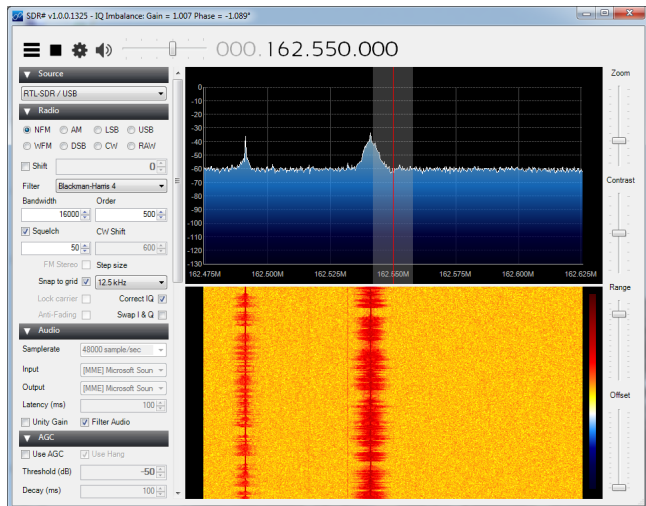 SDR# v1.0.0.1325 - IQ Imbalance: Gain = 1.007 Phase = -1.089°
000.162.550.000
Source
RTL-SDR / USB
Radio
NFM AM LSB USB
WFM DSB CW RAW
Shift 0
Filter Blackman-Harris 4
Bandwidth Order
16000 500
Squelch CW Shift
50 600
FM Stereo Step size
Snap to grid 12.5 kHz
Lock carrier Correct IQ
Anti-Fading Swap I & Q
Audio
Samplerate 48000 sample/sec
Input [MME] Microsoft Soun
Output [MME] Microsoft Soun
Latency (ms) 100
Unity Gain Filter Audio
AGC
Use AGC Use Hang
Threshold (dB) -50
Decay (ms) 100
0
-10
-20
-30
-40
-50
-60
-70
-80
-90
-100
-110
-120
-130
162.475M 162.500M 162.525M 162.550M 162.575M 162.600M 162.625M
Zoom
Contrast
Range
Offset